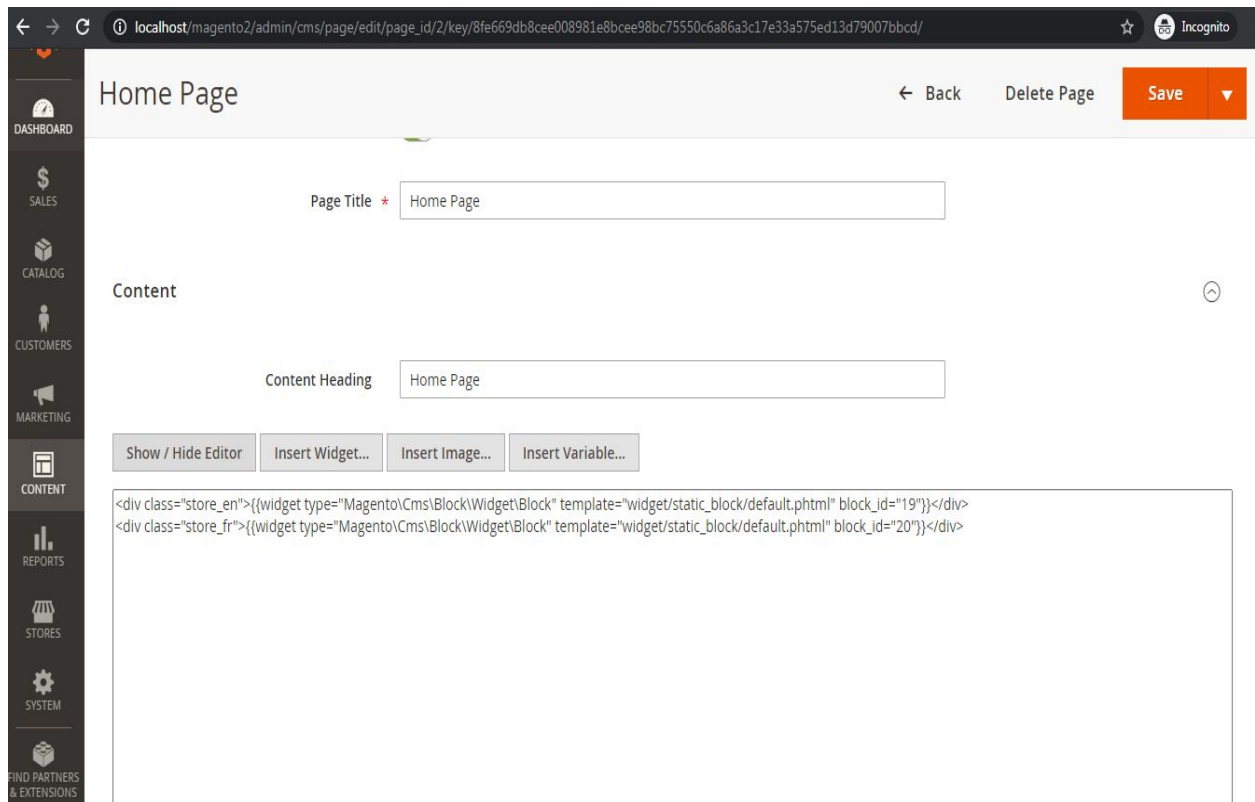 localhost/magento2/admin/cms/page/edit/page_id/2/key/8fe669db8cee008981e8bcee98bc75550c6a86a3c17e33a575ed13d79007bbcd/
Incognito
Home Page
Back
Delete Page
Save
DASHBOARD
SALES
CATALOG
CUSTOMERS
MARKETING
CONTENT
REPORTS
STORES
SYSTEM
FIND PARTNERS
& EXTENSIONS
Page Title *
Home Page
Content
Content Heading
Home Page
Show / Hide Editor
Insert Widget...
Insert Image...
Insert Variable...
<div class="store_en">{{widget type="Magento\Cms\Block\Widget\Block" template="widget/static_block/default.phtml" block_id="19"}}</div>
<div class="store_fr">{{widget type="Magento\Cms\Block\Widget\Block" template="widget/static_block/default.phtml" block_id="20"}}</div>